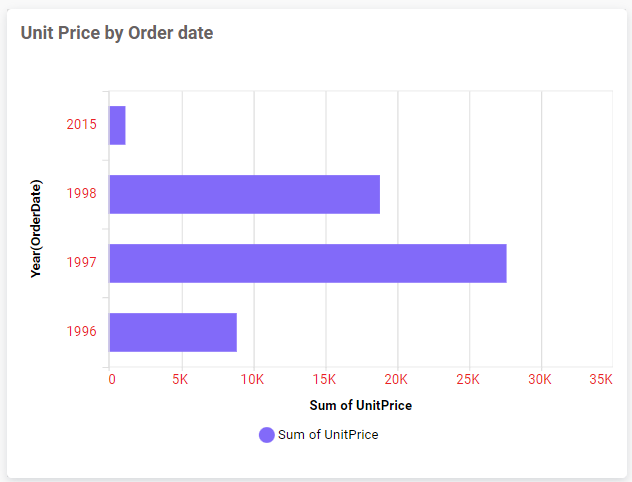 Unit Price by Order date
Year(OrderDate)
2015
1998
1997
1996
0 5K 10K 15K 20K 25K 30K 35K
Sum of UnitPrice
Sum of UnitPrice